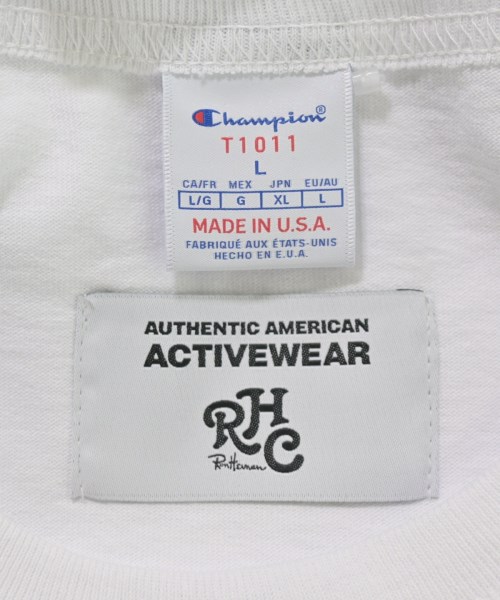 Champion®
T1011
L
CA/FR MEX JPN EU/AU
L/G G XL L
MADE IN U.S.A.
FABRIQUÉ AUX ÉTATS-UNIS
HECHO EN E.U.A.
AUTHENTIC AMERICAN
ACTIVEWEAR
RHC
Ron Herman